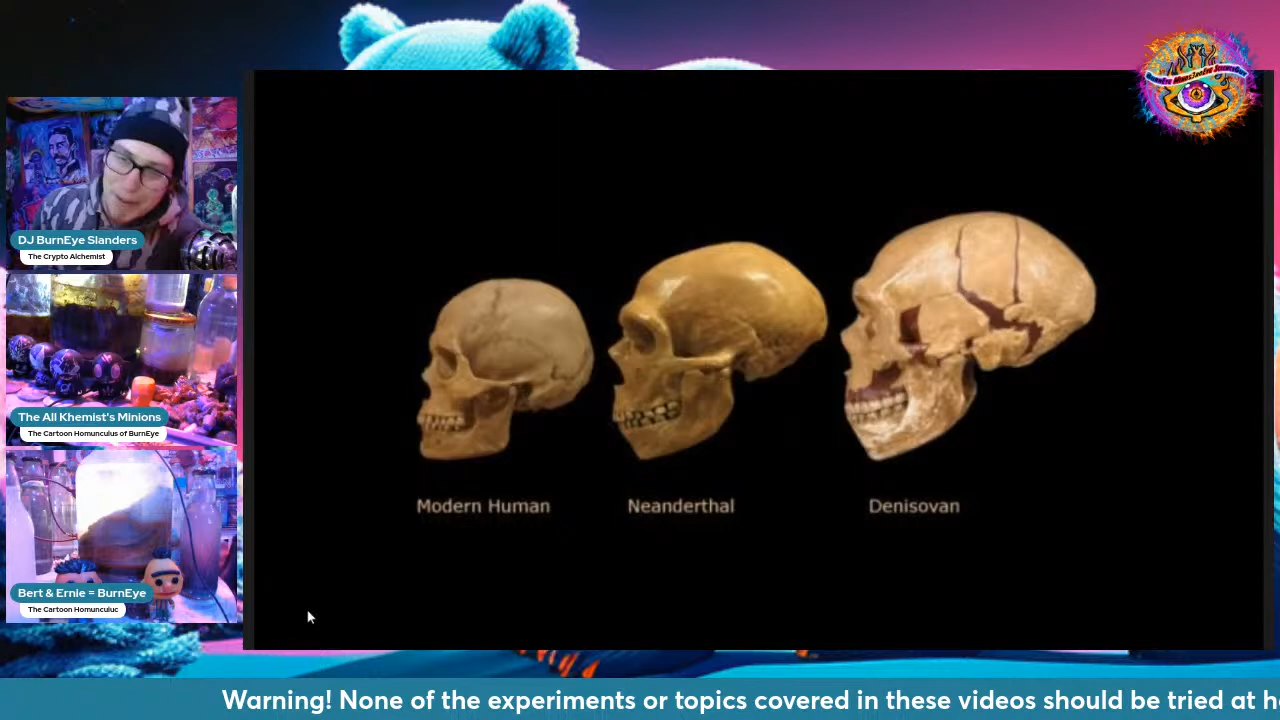 DJ BurnEye Slanders
The Crypto Alchemist
The All Khemist's Minions
The Cartoon Homunculus of BurnEye
Bert & Ernie = BurnEye
The Cartoon Homunculuc
Modern Human
Neanderthal
Denisovan
Warning! None of the experiments or topics covered in these videos should be tried at h